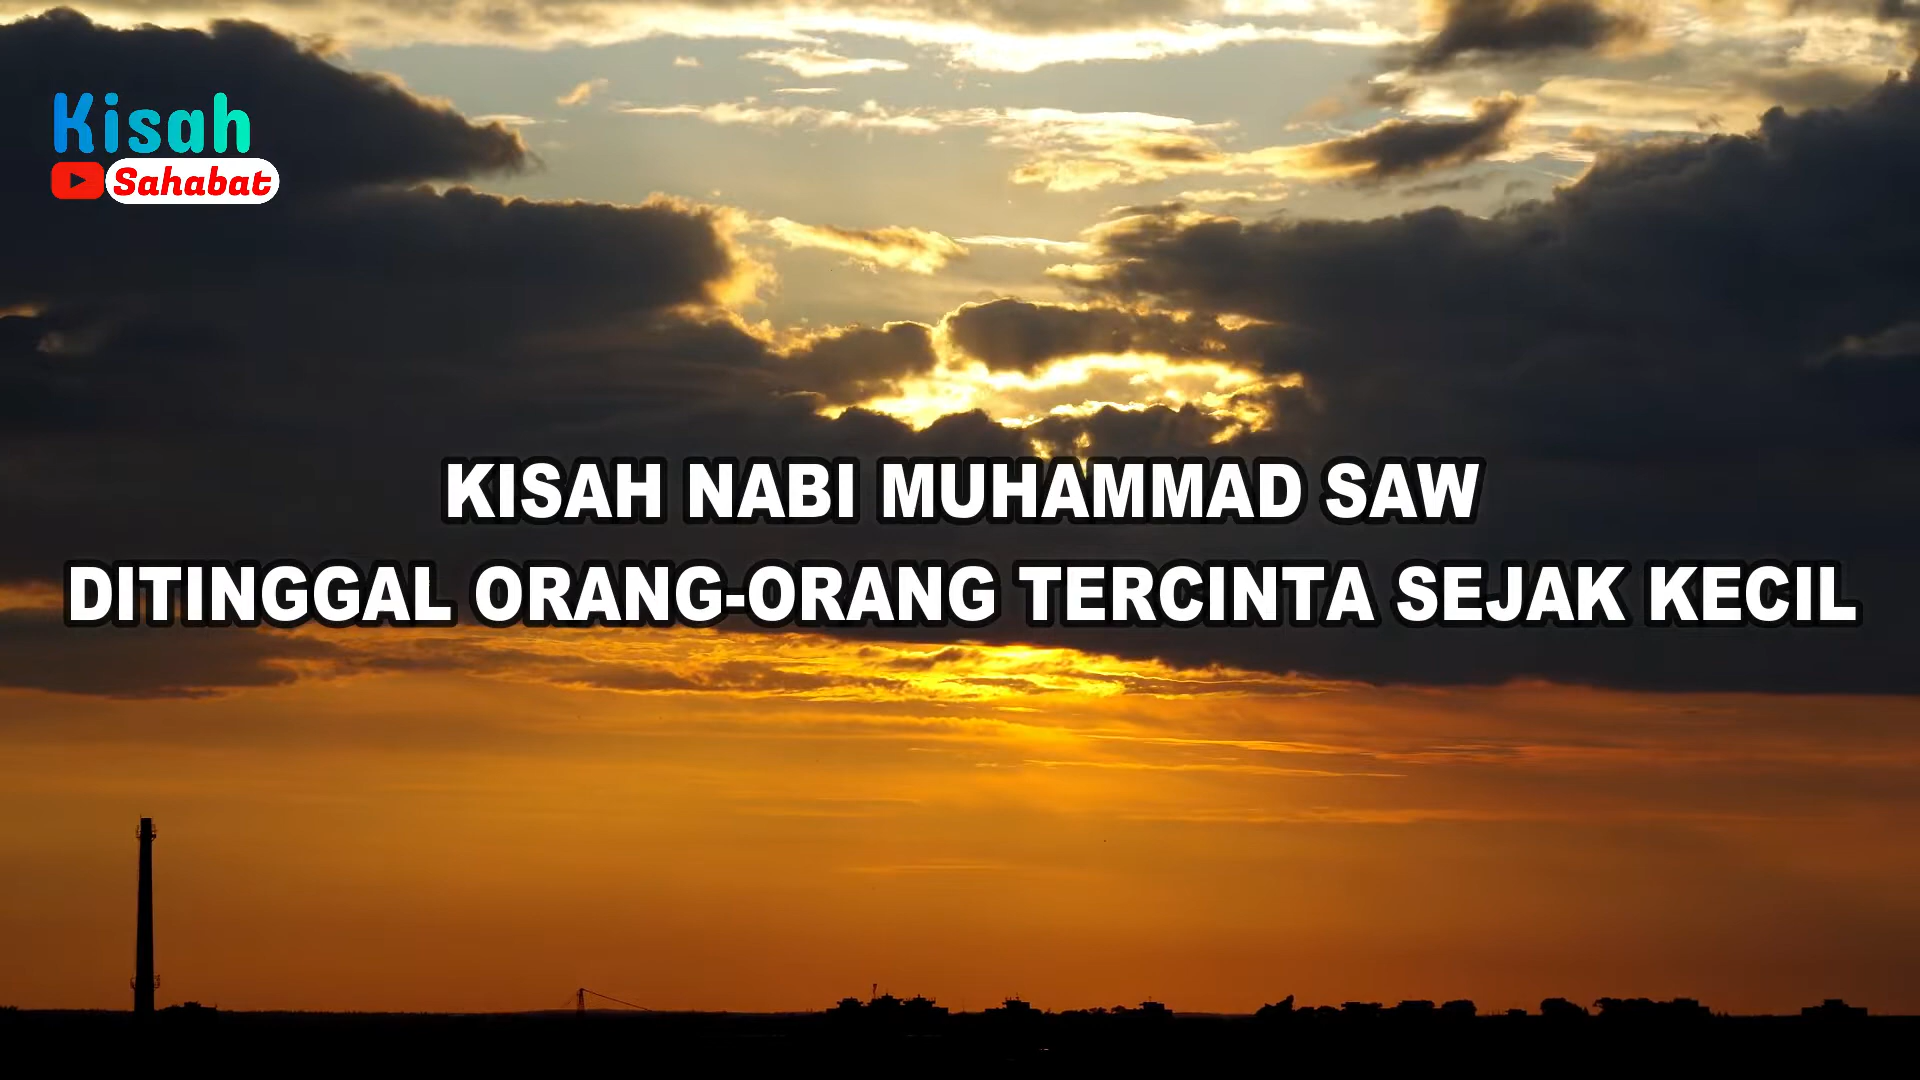 Kisah
Sahabat
KISAH NABI MUHAMMAD SAW
DITINGGAL ORANG-ORANG TERCINTA SEJAK KECIL